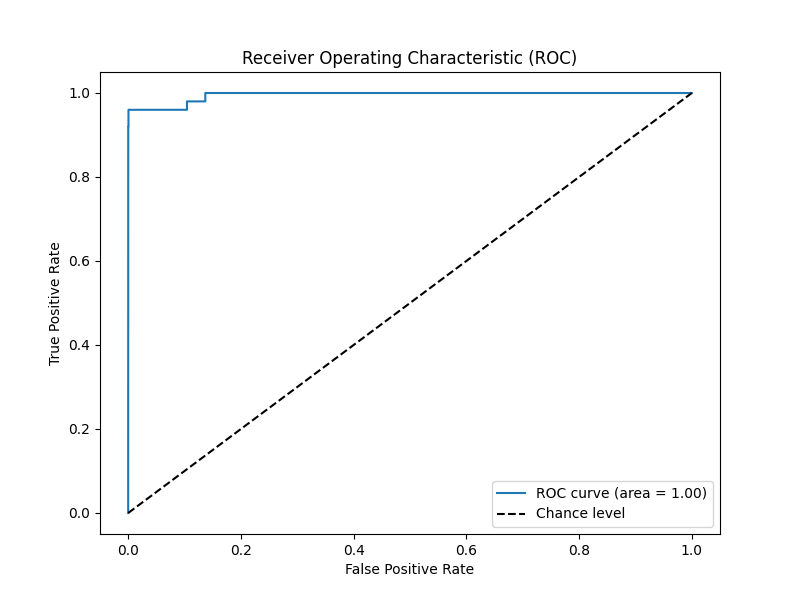 Receiver Operating Characteristic (ROC)
1.0
0.8
0.6
0.4
0.2
0.0
True Positive Rate
ROC curve (area = 1.00)
Chance level
0.0 0.2 0.4 0.6 0.8 1.0
False Positive Rate